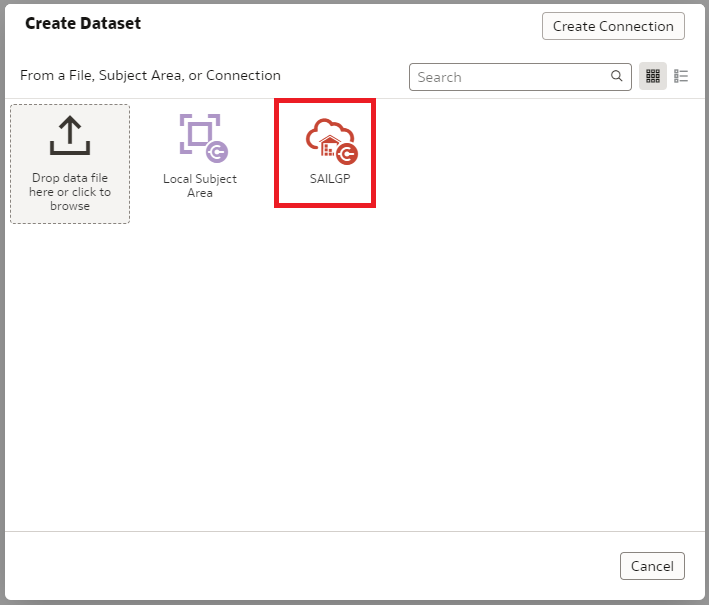 Create Dataset
Create Connection
From a File, Subject Area, or Connection
Search
Drop data file
here or click to
browse
Local Subject
Area
SAILGP
Cancel